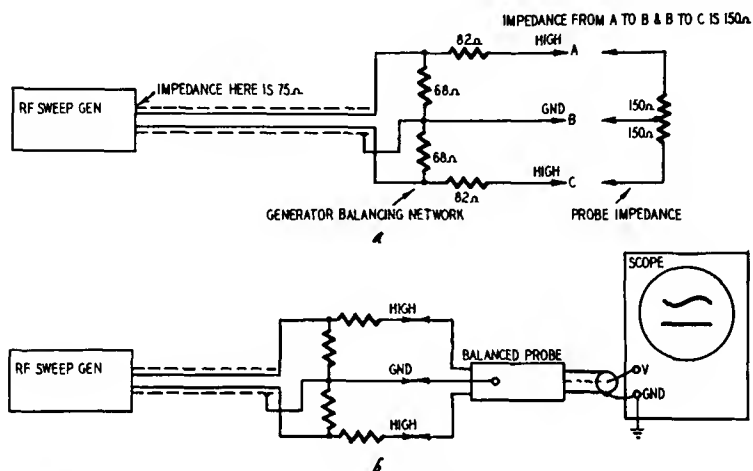 IMPEDANCE FROM A TO B & B TO C IS 150Ω
82Ω
HIGH
A
IMPEDANCE HERE IS 75Ω
RF SWEEP GEN
68Ω
GND
B
150Ω
150Ω
68Ω
HIGH
C
82Ω
GENERATOR BALANCING NETWORK
PROBE IMPEDANCE
a
SCOPE
HIGH
RF SWEEP GEN
GND
BALANCED PROBE
V
GND
HIGH
b